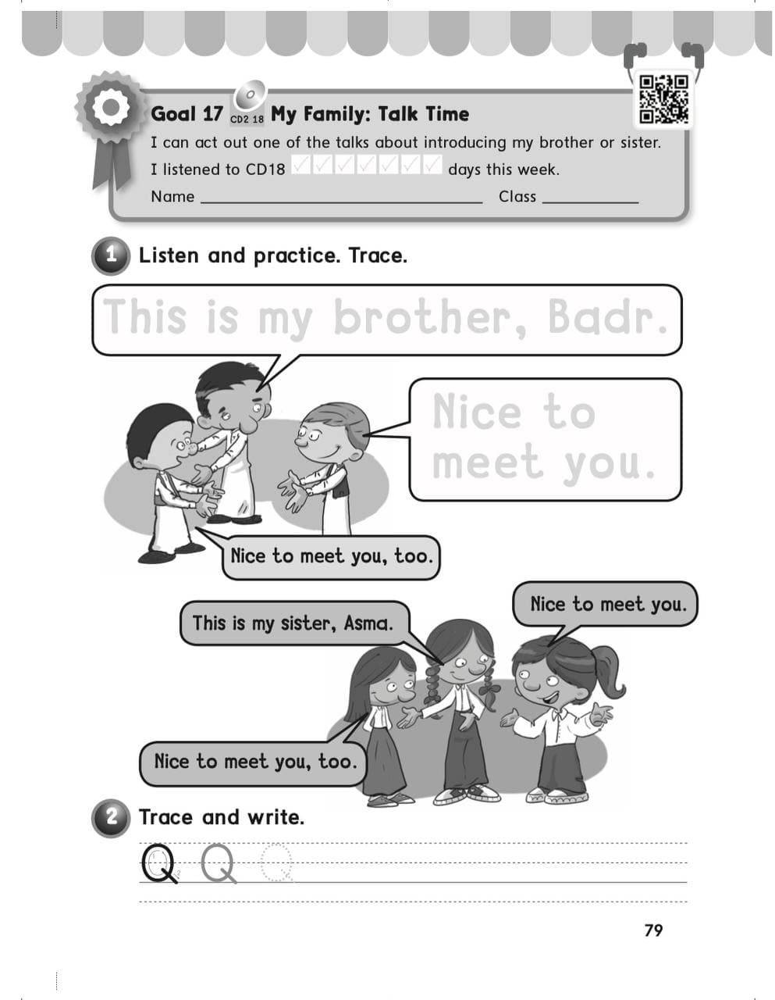 Goal 17 CD2 18 My Family: Talk Time
I can act out one of the talks about introducing my brother or sister.
I listened to CD18 days this week.
Name Class
1 Listen and practice. Trace.
This is my brother, Badr.
Nice to
meet you.
Nice to meet you, too.
Nice to meet you.
This is my sister, Asma.
Nice to meet you, too.
2 Trace and write.
Q Q Q
79